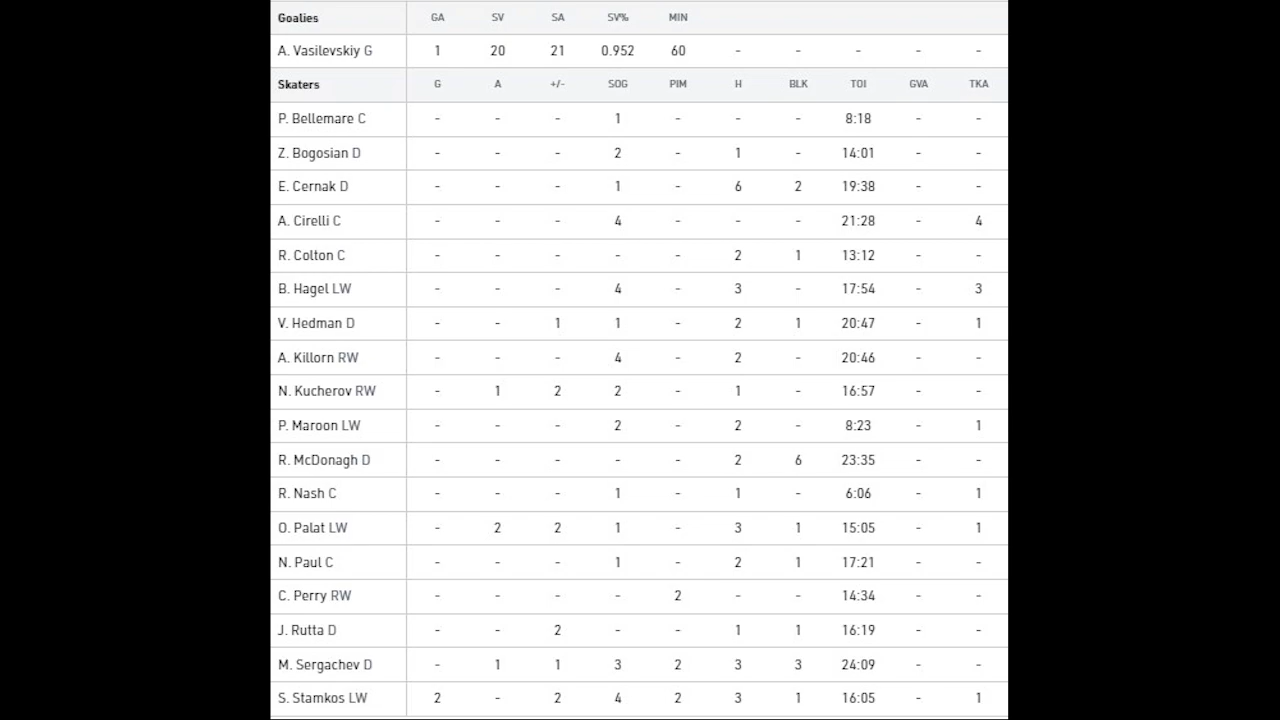 Goalies GA SV SA SV% MIN
A. Vasilevskiy G 1 20 21 0.952 60 - - - - -
Skaters G A +/- SOG PIM H BLK TOI GVA TKA
P. Bellemare C - - - 1 - - - 8:18 - -
Z. Bogosian D - - - 2 - 1 - 14:01 - -
E. Cernak D - - - 1 - 6 2 19:38 - -
A. Cirelli C - - - 4 - - - 21:28 - 4
R. Colton C - - - - - 2 1 13:12 - -
B. Hagel LW - - - 4 - 3 - 17:54 - 3
V. Hedman D - - 1 1 - 2 1 20:47 - 1
A. Killorn RW - - - 4 - 2 - 20:46 - -
N. Kucherov RW - 1 2 2 - 1 - 16:57 - -
P. Maroon LW - - - 2 - 2 - 8:23 - 1
R. McDonagh D - - - - - 2 6 23:35 - -
R. Nash C - - - 1 - 1 - 6:06 - 1
O. Palat LW - 2 2 1 - 3 1 15:05 - 1
N. Paul C - - - 1 - 2 1 17:21 - -
C. Perry RW - - - - 2 - - 14:34 - -
J. Rutta D - - 2 - - 1 1 16:19 - -
M. Sergachev D - 1 1 3 2 3 3 24:09 - -
S. Stamkos LW 2 - 2 4 2 3 1 16:05 - 1